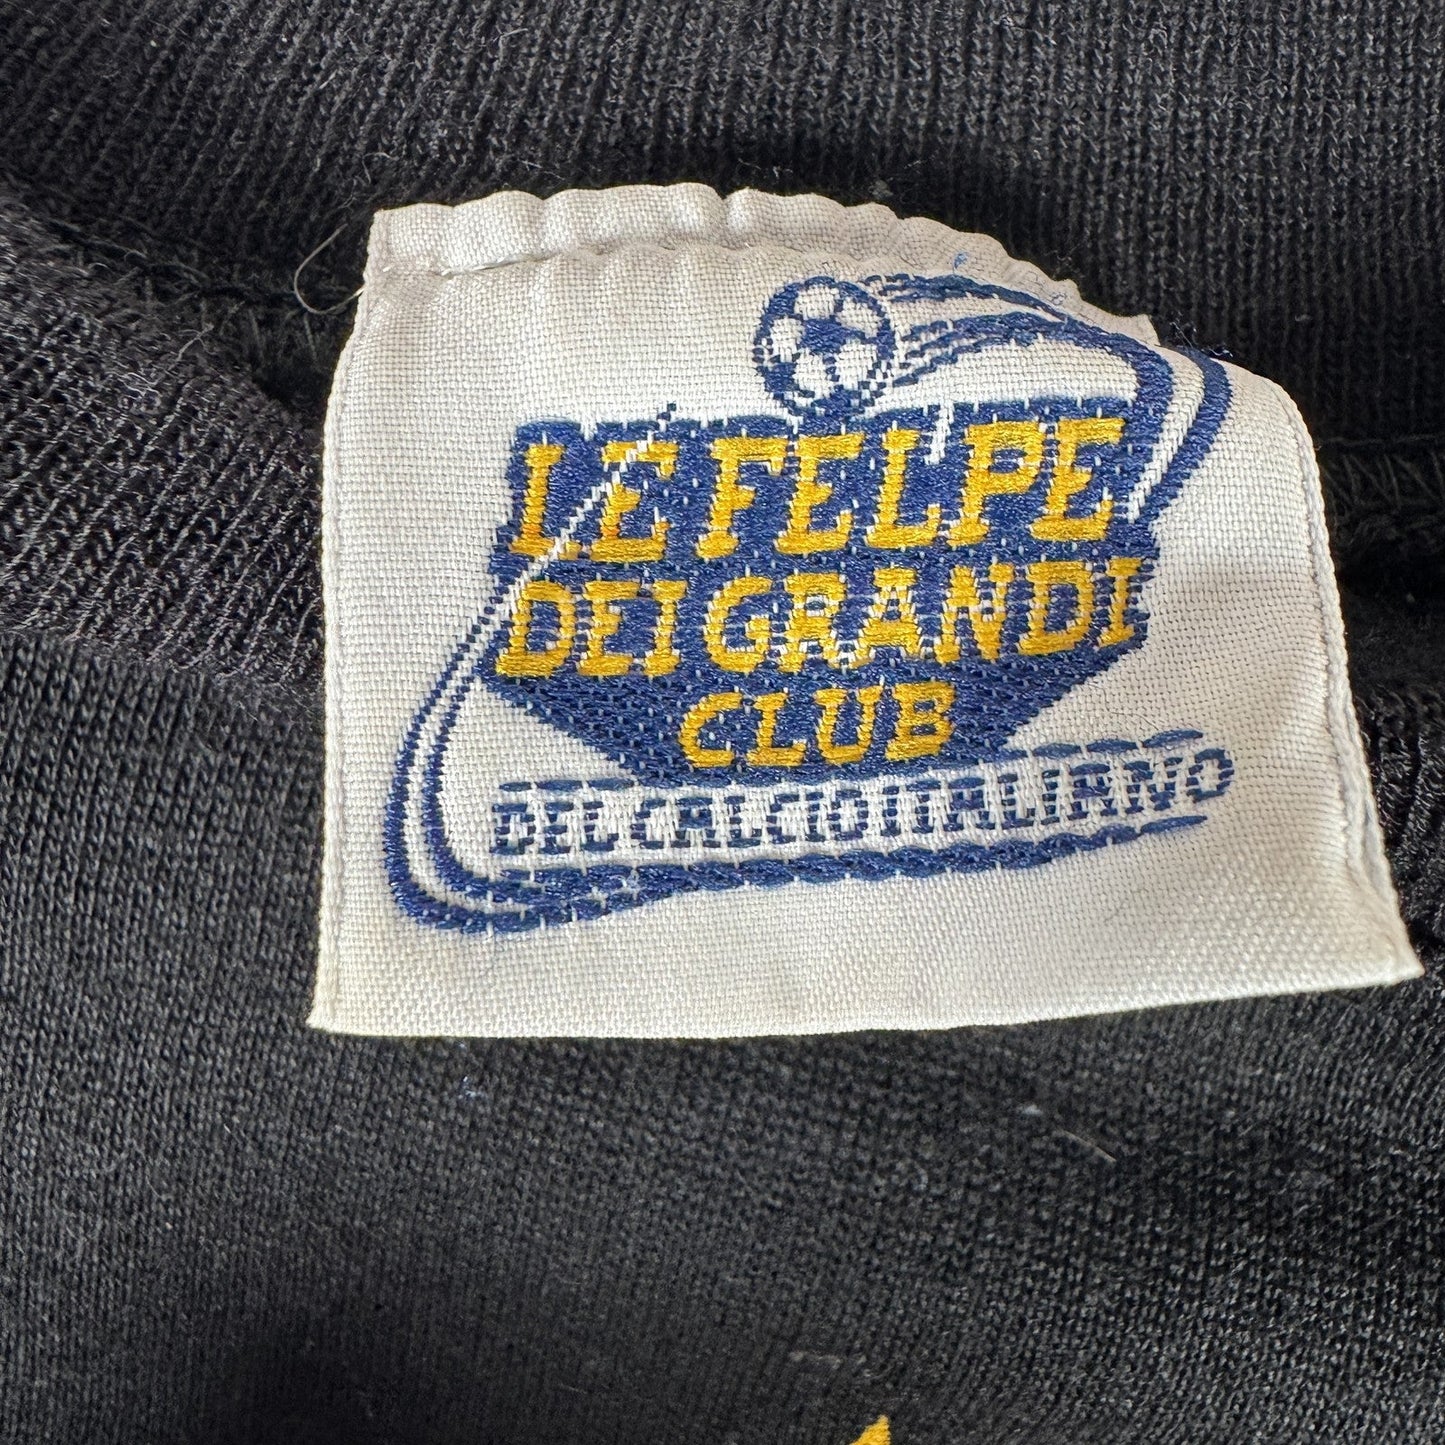 LE FELPE
DEI GRANDI
CLUB
DEL CALCIO ITALIANO